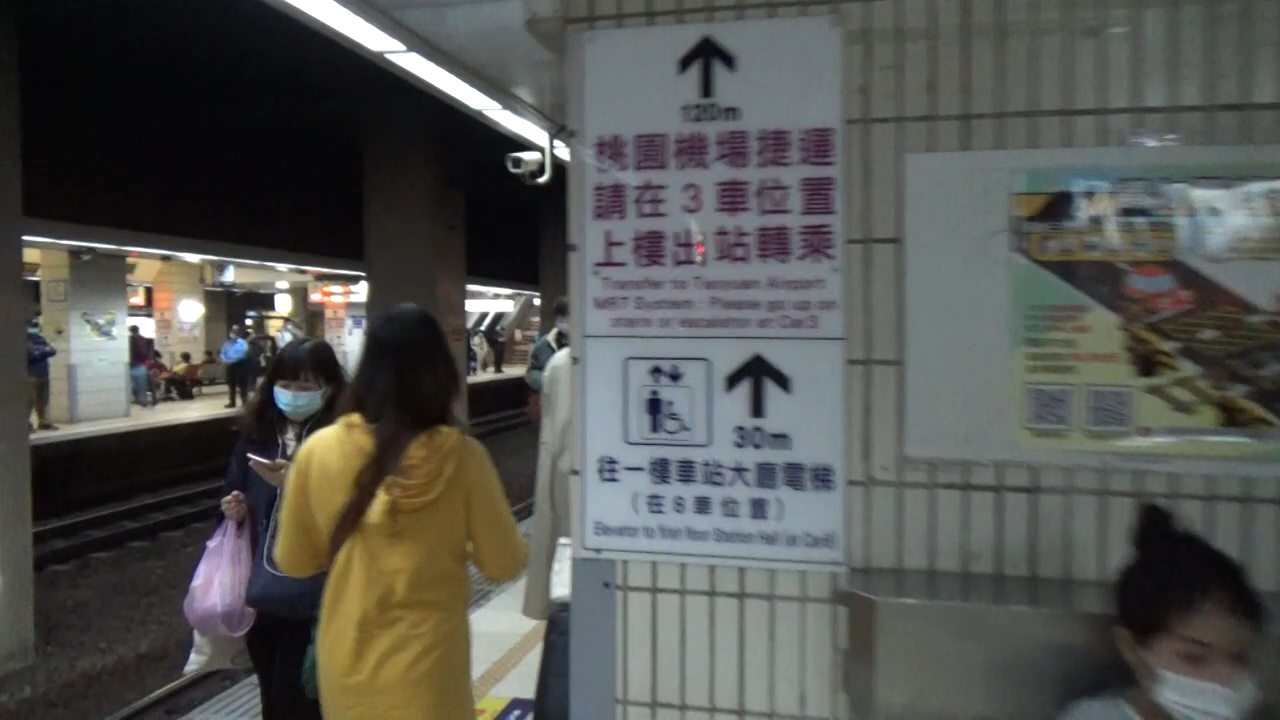 120m
桃園機場捷運
請在3車位置
上樓出站轉乘
Transfer to Taoyuan Airport
MRT System : Please go up on
stairs or escalator at Car3
30m
往一樓車站大廳電梯
(在6車位置)
Elevator to first floor Station Hall (at Car6)